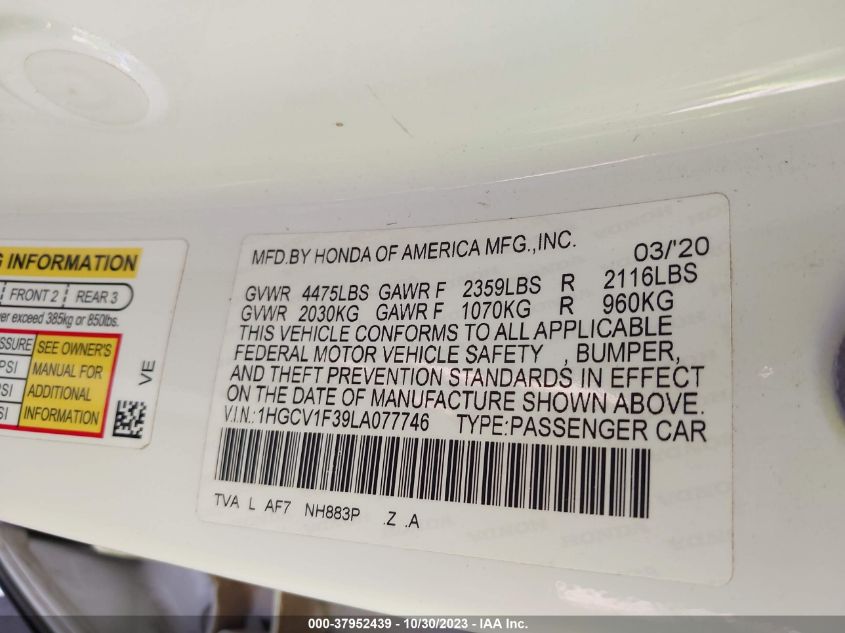 MFD.BY HONDA OF AMERICA MFG.,INC. 03/'20
GVWR 4475LBS GAWR F 2359LBS R 2116LBS
GVWR 2030KG GAWR F 1070KG R 960KG
THIS VEHICLE CONFORMS TO ALL APPLICABLE
FEDERAL MOTOR VEHICLE SAFETY , BUMPER,
AND THEFT PREVENTION STANDARDS IN EFFECT
ON THE DATE OF MANUFACTURE SHOWN ABOVE.
V.I.N.:1HGCV1F39LA077746 TYPE:PASSENGER CAR
TVA L AF7 NH883P .Z .A
INFORMATION
FRONT 2 REAR 3
exceed 385kg or 850lbs.
SEE OWNER'S
MANUAL FOR
ADDITIONAL
INFORMATION
PSI
VE
000-37952439 - 10/30/2023 - IAA Inc.